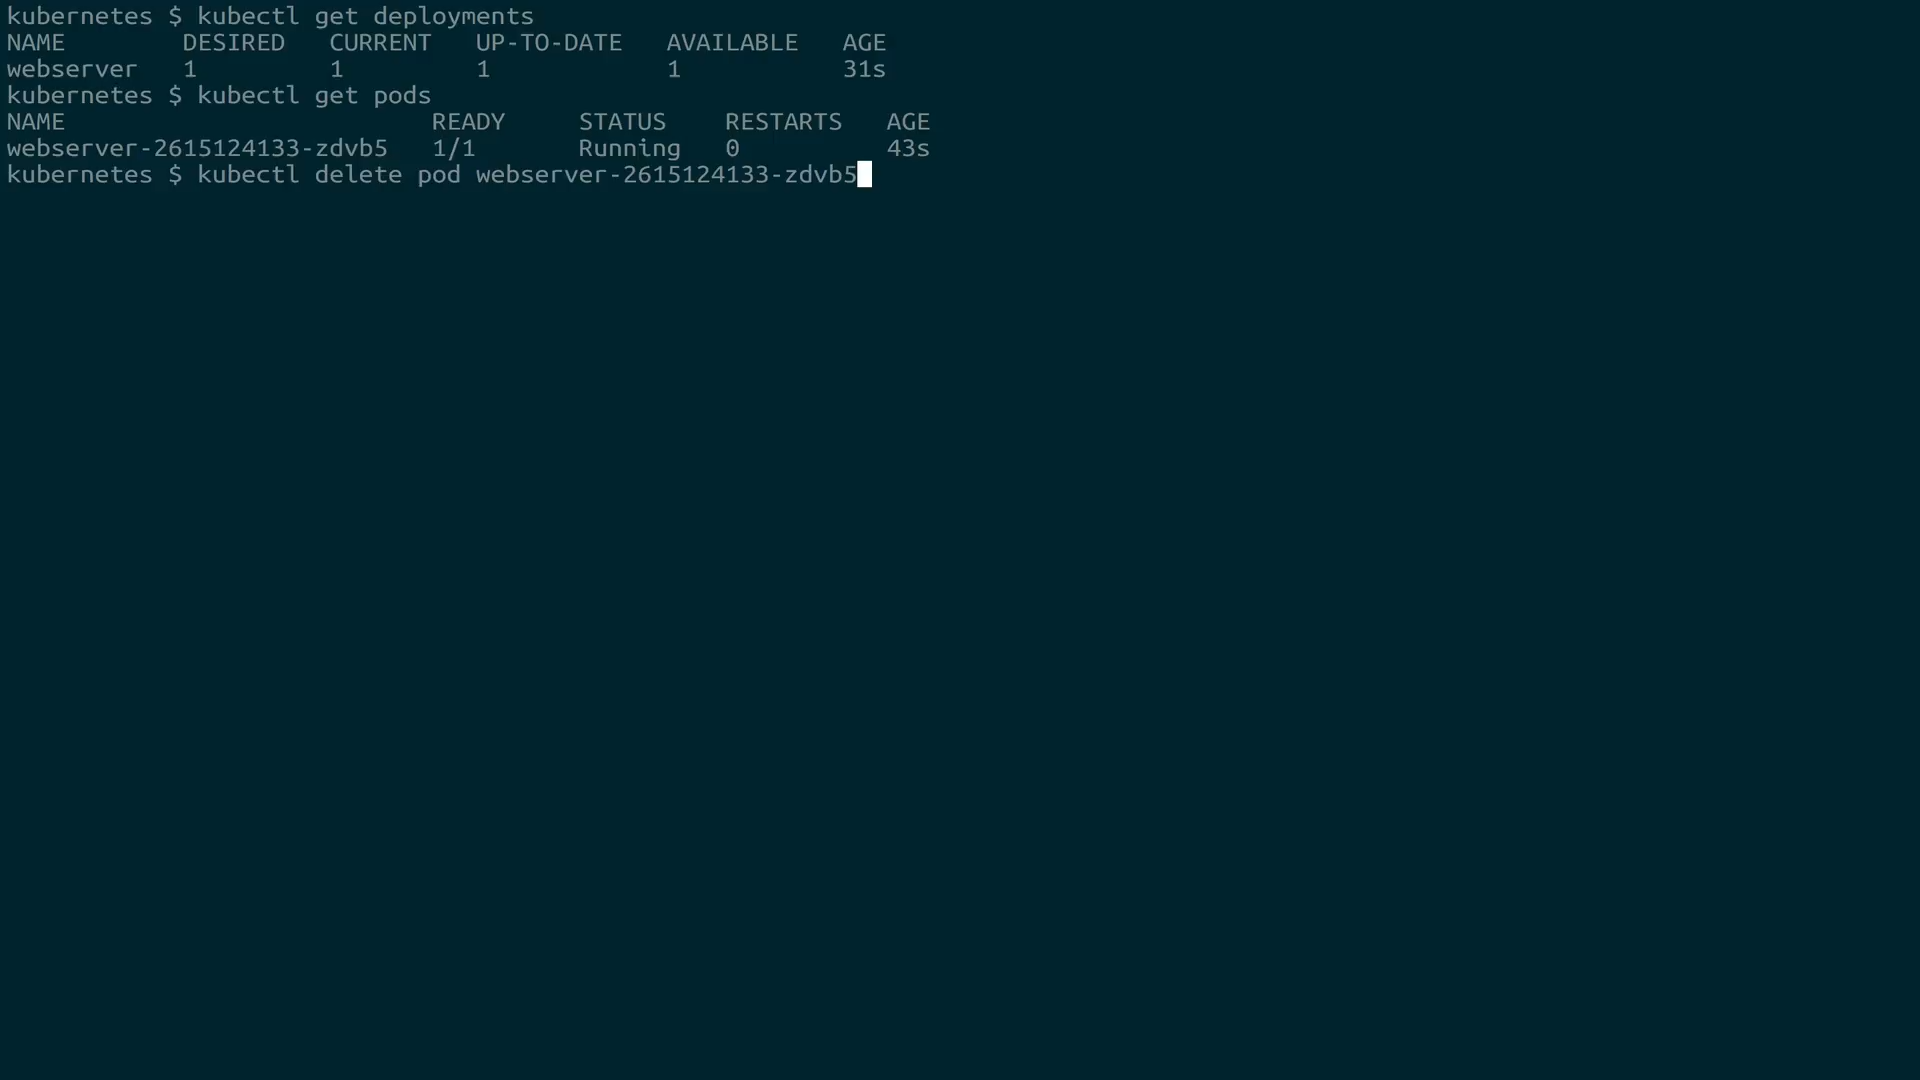 kubernetes $ kubectl get deployments
NAME        DESIRED   CURRENT   UP-TO-DATE   AVAILABLE   AGE
webserver   1         1         1            1           31s
kubernetes $ kubectl get pods
NAME                         READY     STATUS    RESTARTS   AGE
webserver-2615124133-zdvb5   1/1       Running   0          43s
kubernetes $ kubectl delete pod webserver-2615124133-zdvb5